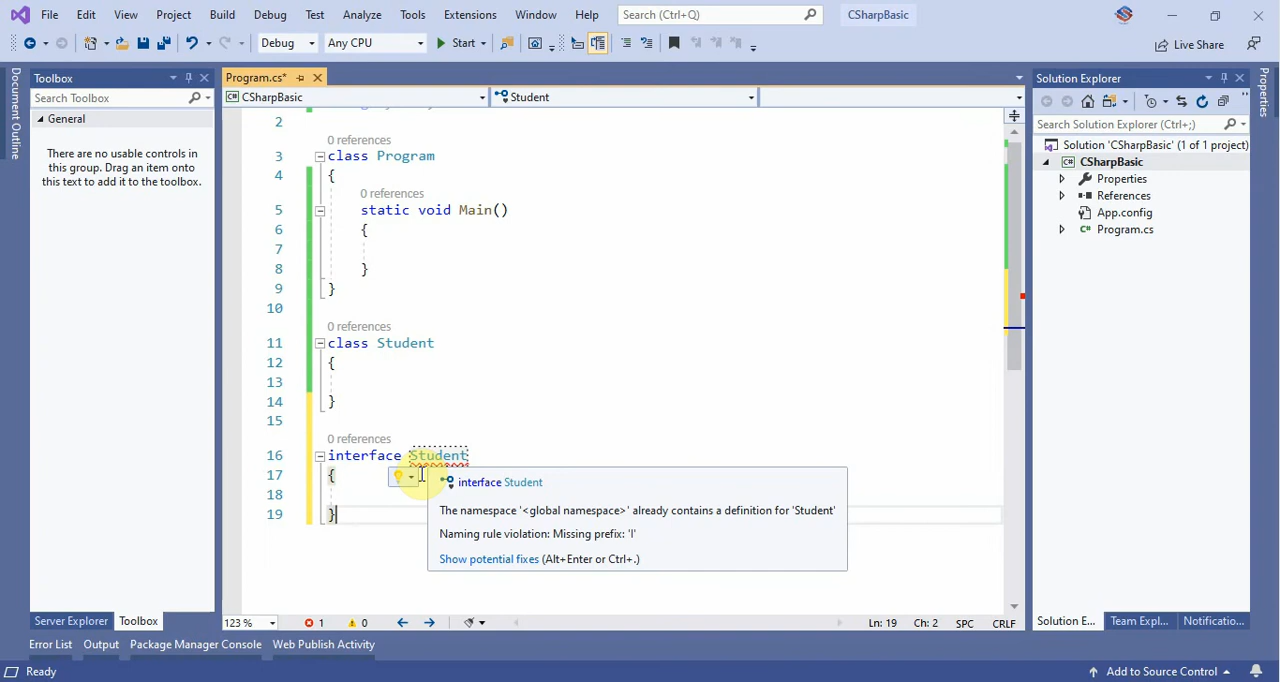 File Edit View Project Build Debug Test Analyze Tools Extensions Window Help Search (Ctrl+Q) CSharpBasic
Debug Any CPU Start Live Share
Document Outline
Toolbox
Search Toolbox
General
There are no usable controls in
this group. Drag an item onto
this text to add it to the toolbox.
Server Explorer Toolbox
Program.cs*
CSharpBasic Student
2
0 references
3 class Program
4 {
0 references
5 static void Main()
6 {
7
8 }
9 }
10
0 references
11 class Student
12 {
13
14 }
15
0 references
16 interface Student
17 {
18
19 }
interface Student
The namespace '<global namespace>' already contains a definition for 'Student'
Naming rule violation: Missing prefix: 'I'
Show potential fixes (Alt+Enter or Ctrl+.)
123 % 1 0 Ln: 19 Ch: 2 SPC CRLF
Solution Explorer
Search Solution Explorer (Ctrl+;)
Solution 'CSharpBasic' (1 of 1 project)
CSharpBasic
Properties
References
App.config
Program.cs
Solution E... Team Expl... Notificatio...
Properties
Error List Output Package Manager Console Web Publish Activity
Ready Add to Source Control